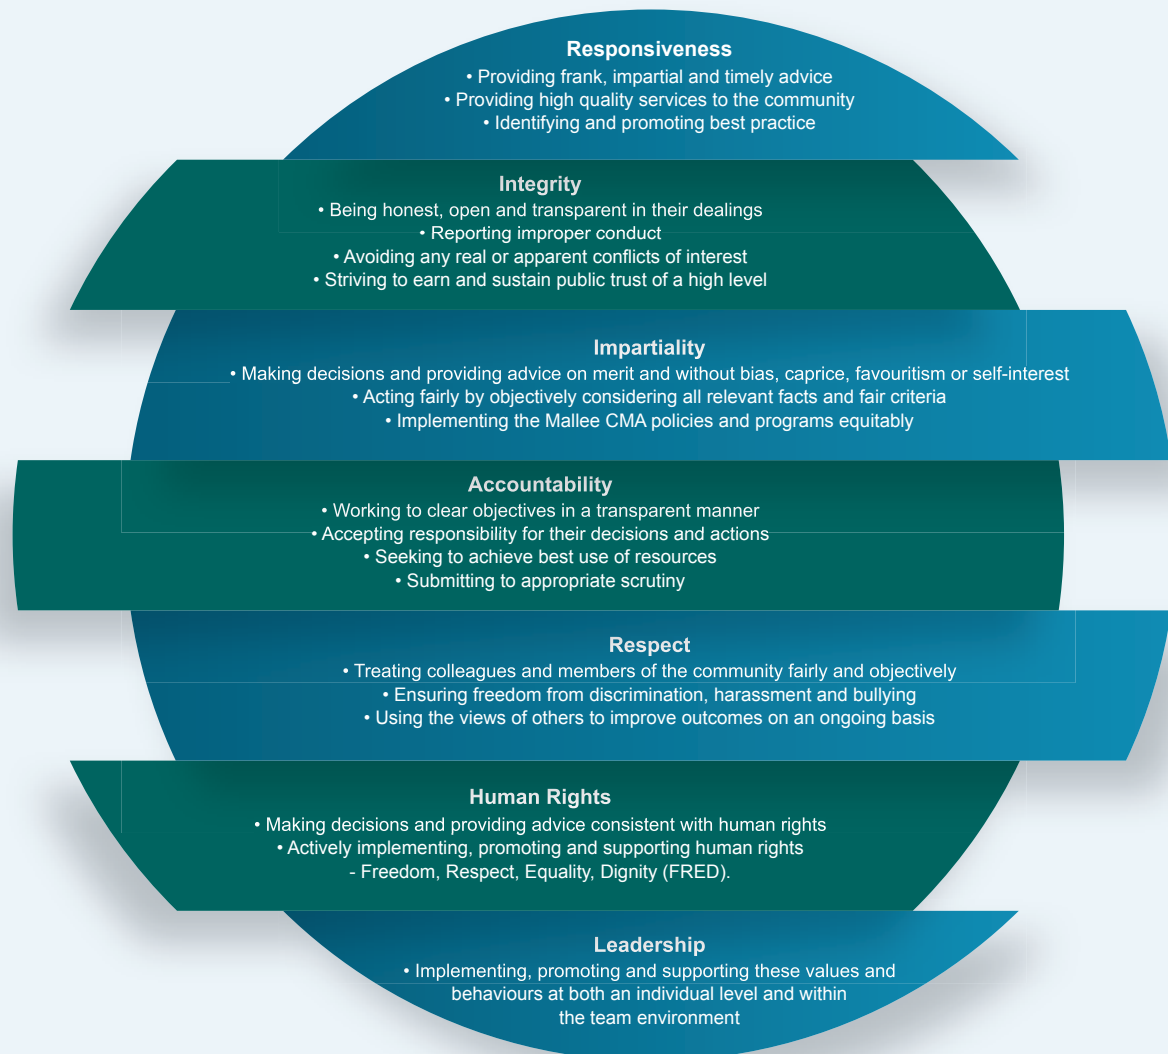 Responsiveness
• Providing frank, impartial and timely advice
• Providing high quality services to the community
• Identifying and promoting best practice
Integrity
• Being honest, open and transparent in their dealings
• Reporting improper conduct
• Avoiding any real or apparent conflicts of interest
• Striving to earn and sustain public trust of a high level
Impartiality
• Making decisions and providing advice on merit and without bias, caprice, favouritism or self-interest
• Acting fairly by objectively considering all relevant facts and fair criteria
• Implementing the Mallee CMA policies and programs equitably
Accountability
• Working to clear objectives in a transparent manner
• Accepting responsibility for their decisions and actions
• Seeking to achieve best use of resources
• Submitting to appropriate scrutiny
Respect
• Treating colleagues and members of the community fairly and objectively
• Ensuring freedom from discrimination, harassment and bullying
• Using the views of others to improve outcomes on an ongoing basis
Human Rights
• Making decisions and providing advice consistent with human rights
• Actively implementing, promoting and supporting human rights
- Freedom, Respect, Equality, Dignity (FRED).
Leadership
• Implementing, promoting and supporting these values and
behaviours at both an individual level and within
the team environment